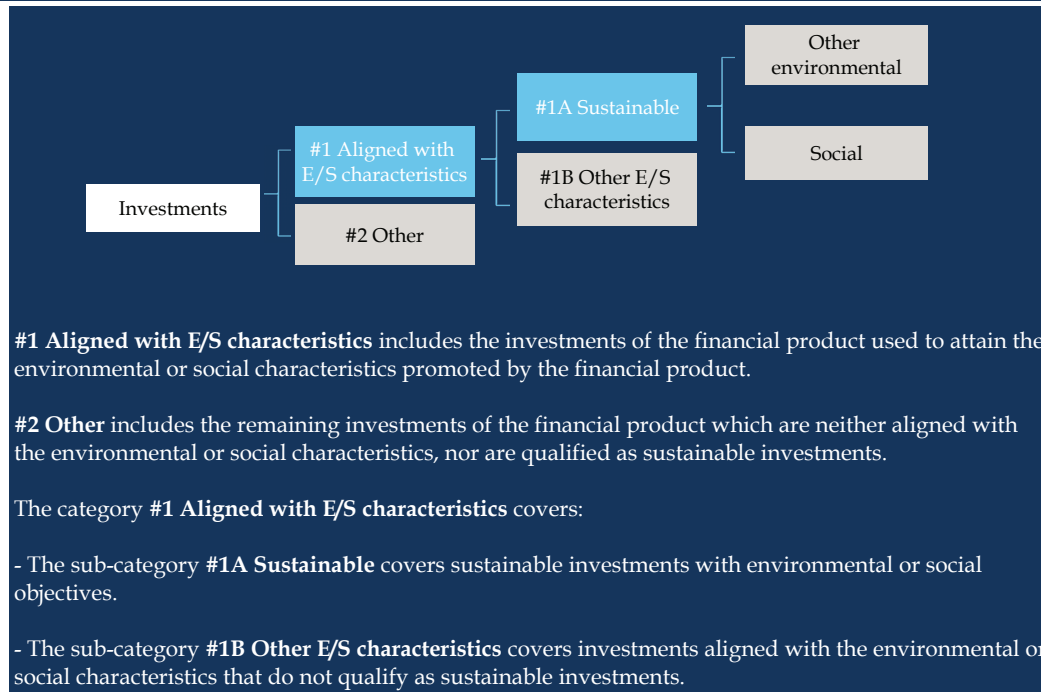 Other
environmental
#1A Sustainable
#1 Aligned with
E/S characteristics
Social
#1B Other E/S
characteristics
Investments
#2 Other
#1 Aligned with E/S characteristics includes the investments of the financial product used to attain the
environmental or social characteristics promoted by the financial product.
#2 Other includes the remaining investments of the financial product which are neither aligned with
the environmental or social characteristics, nor are qualified as sustainable investments.
The category #1 Aligned with E/S characteristics covers:
- The sub-category #1A Sustainable covers sustainable investments with environmental or social
objectives.
- The sub-category #1B Other E/S characteristics covers investments aligned with the environmental or
social characteristics that do not qualify as sustainable investments.